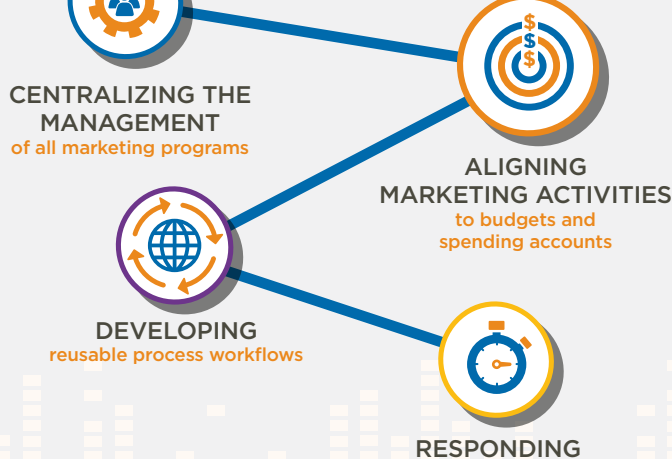 CENTRALIZING THE
MANAGEMENT
of all marketing programs
$
$
$
ALIGNING
MARKETING ACTIVITIES
to budgets and
spending accounts
DEVELOPING
reusable process workflows
RESPONDING